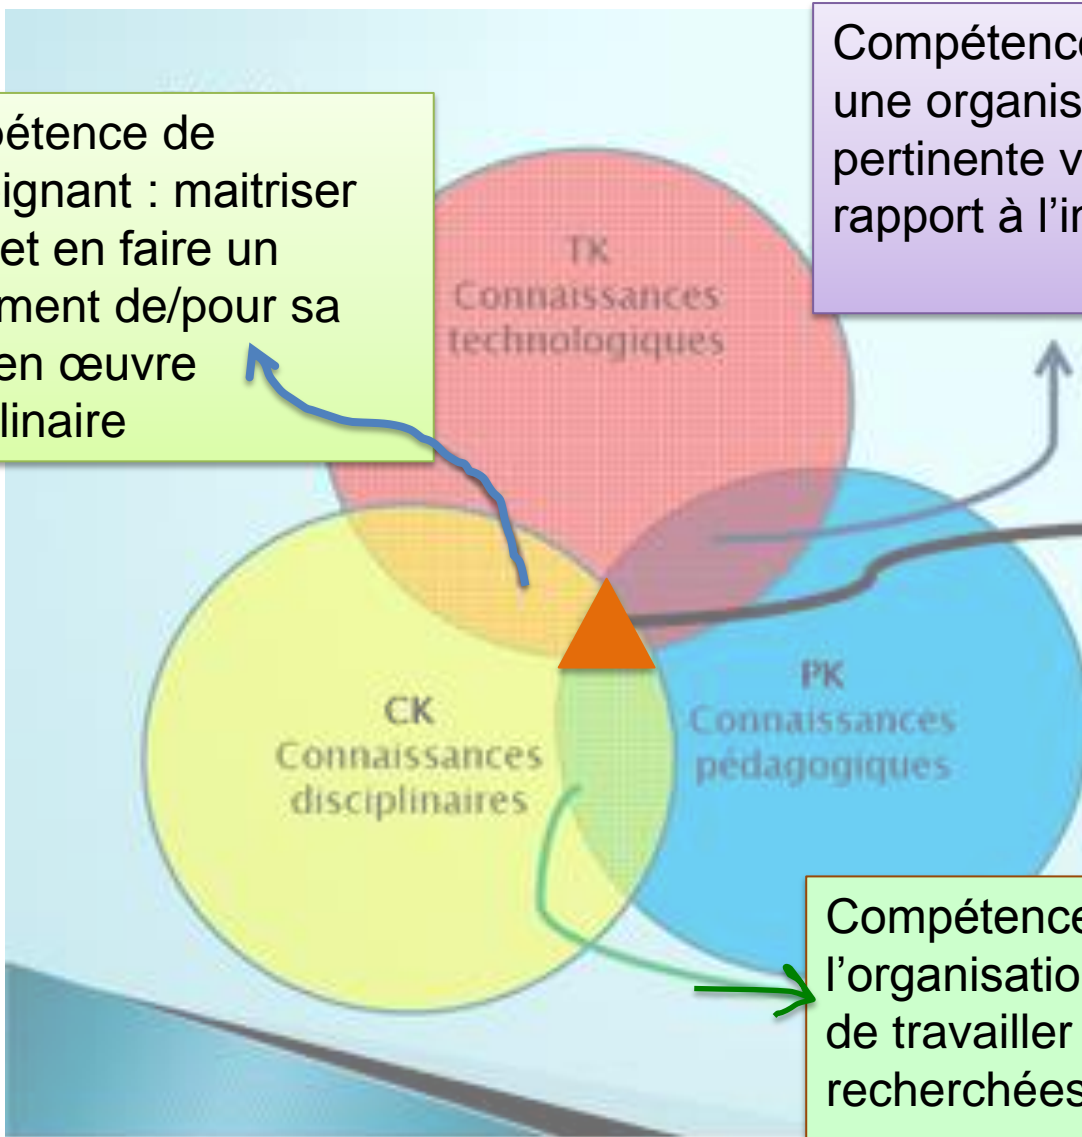 Compétence
une organis
pertinente v
rapport à l'in
pétence de
ignant : maitriser
et en faire un
ment de/pour sa
en œuvre
linaire
TK
Connaissances
technologiques
CK
Connaissances
disciplinaires
PK
Connaissances
pédagogiques
Compétence
l'organisatio
de travailler
recherchées